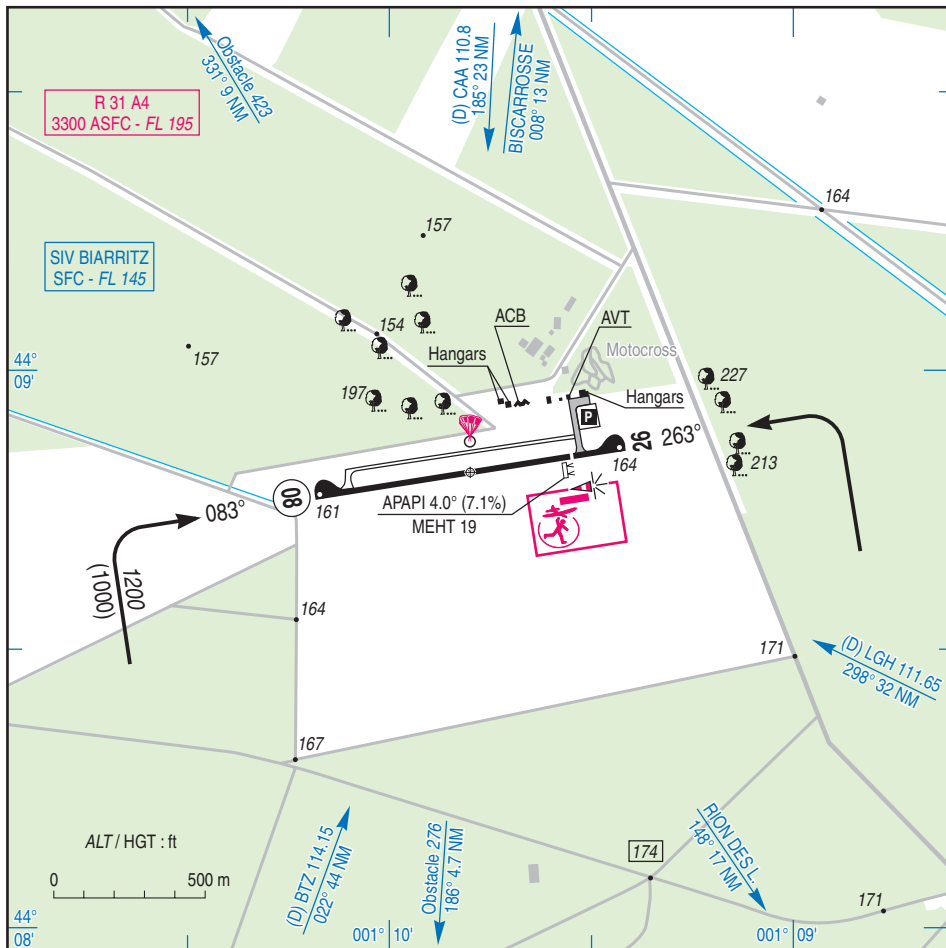 Obstacle 423
331° 9 NM
(D) CAA 110.8
185° 23 NM
BISCARROSSE
008° 13 NM
R 31 A4
3300 ASFC - FL 195
164
157
SIV BIARRITZ
SFC - FL 145
ACB
AVT
154
Hangars
Motocross
157
44°
09'
227
197
Hangars
P
26
263°
164
213
08
161
083°
APAPI 4.0° (7.1%)
MEHT 19
1200
(1000)
164
171
(D) LGH 111.65
298° 32 NM
167
ALT / HGT : ft
0
500 m
(D) BTZ 114.15
022° 44 NM
Obstacle 276
186° 4.7 NM
174
RION DES L.
148° 17 NM
171
44°
08'
001° 10'
001° 09'